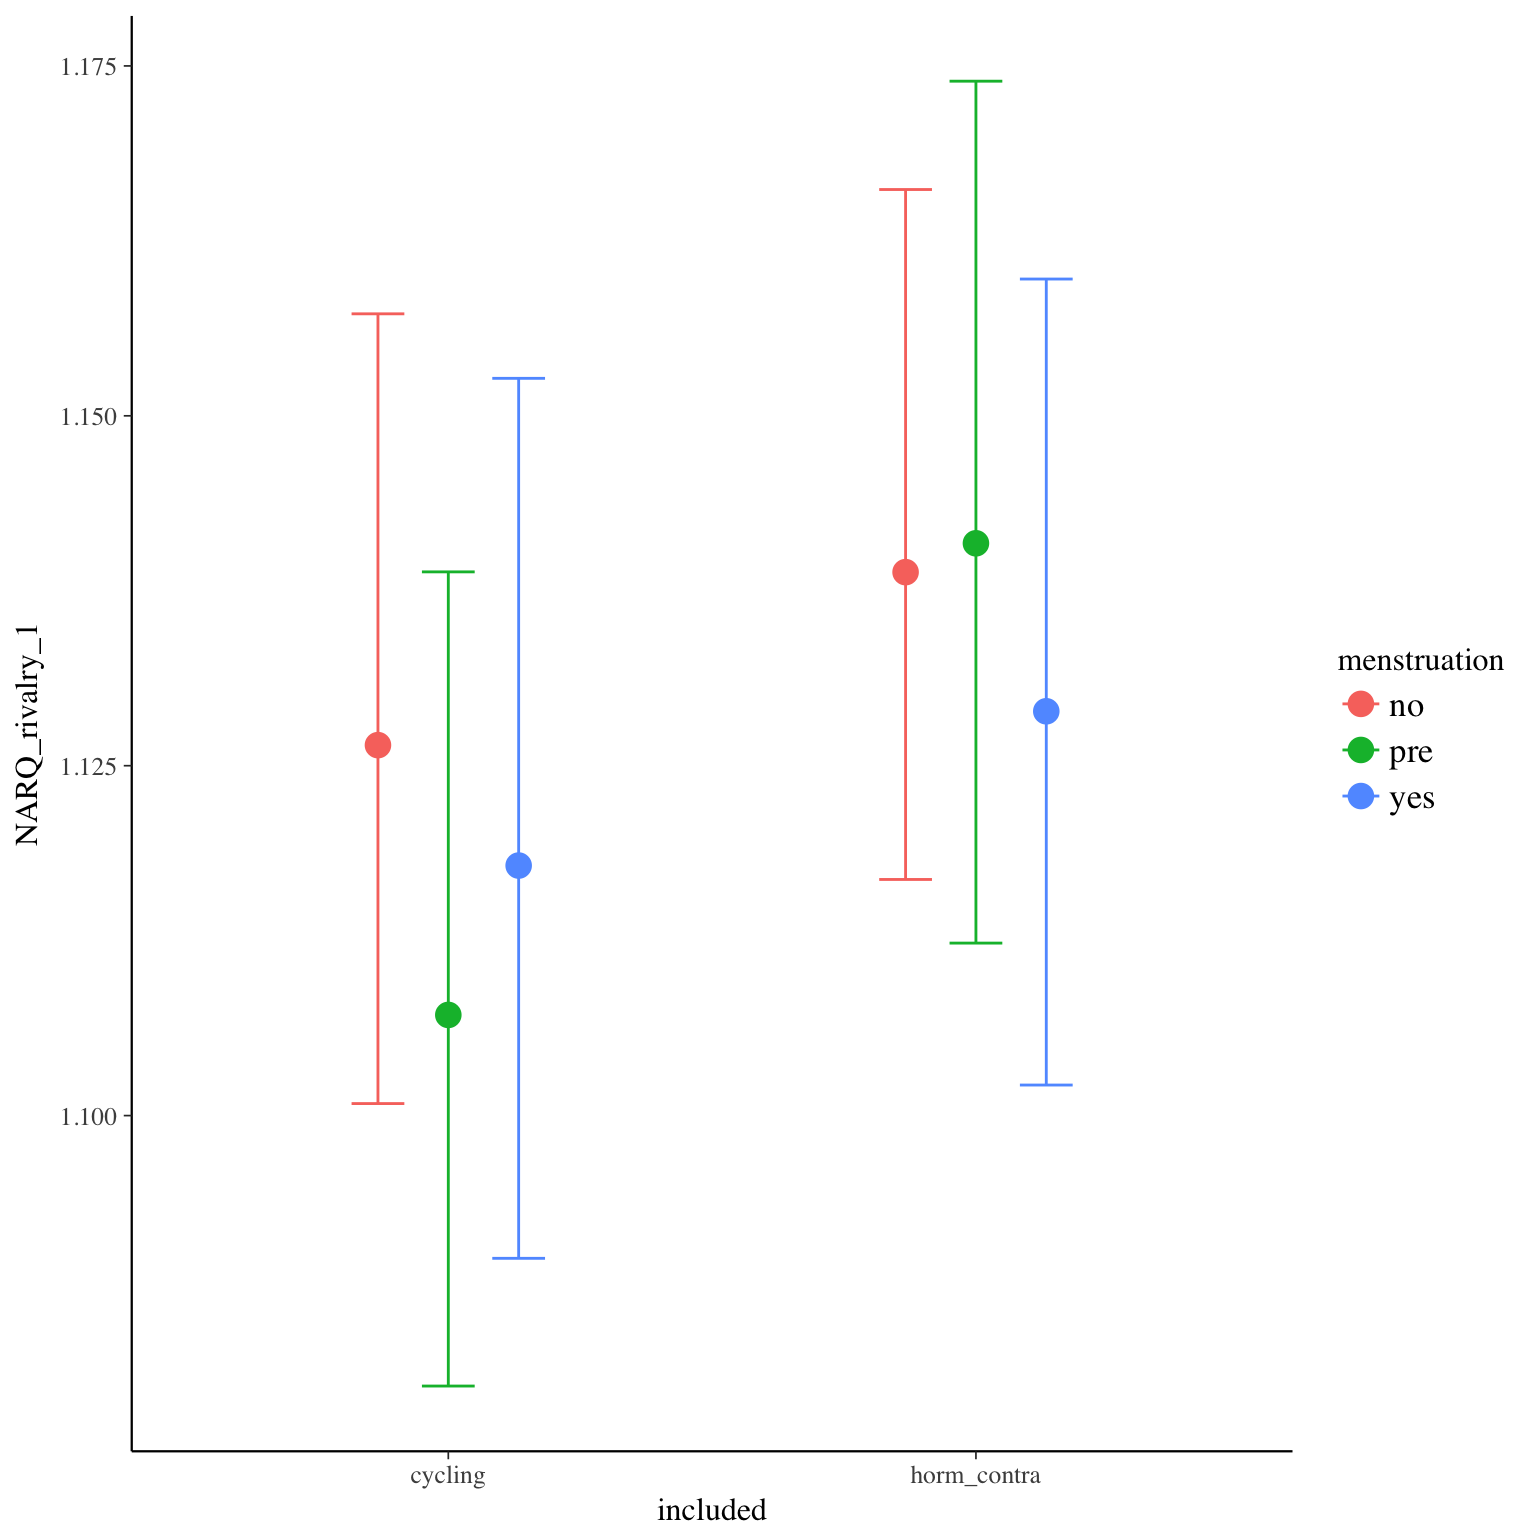 1.175
1.150
1.125
1.100
NARQ_rivalry_1
cycling
horm_contra
included
menstruation
no
pre
yes